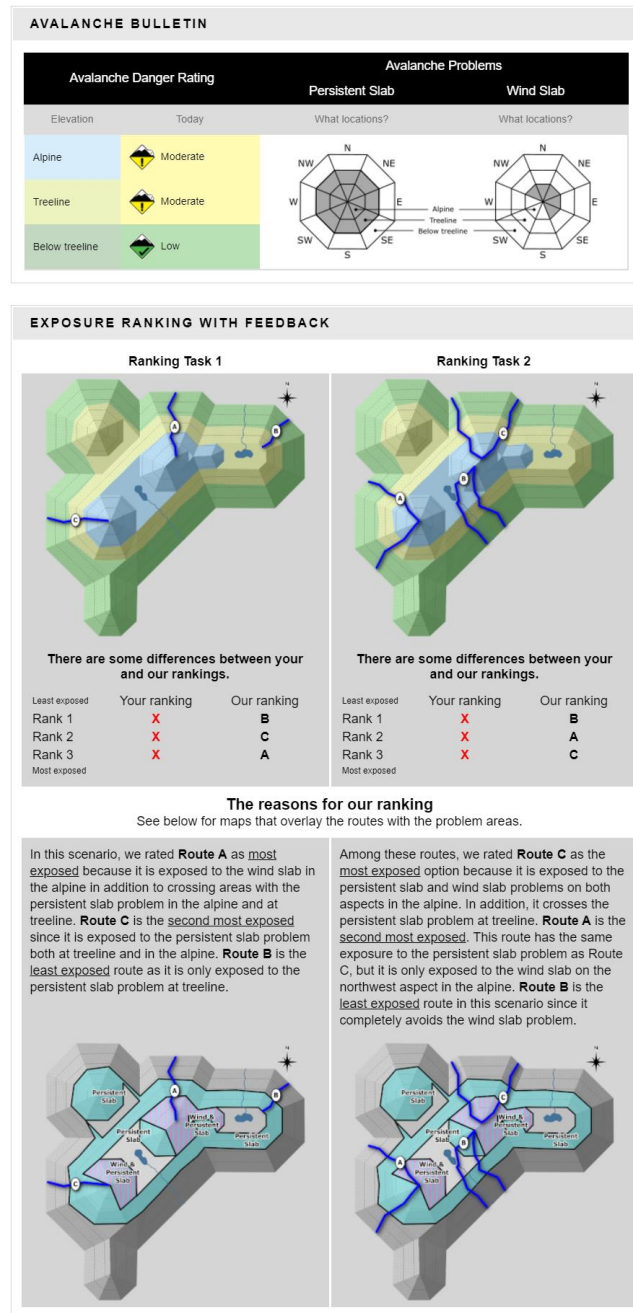 AVALANCHE BULLETIN
Avalanche Danger Rating
Avalanche Problems
Persistent Slab
Wind Slab
Elevation
Today
What locations?
What locations?
Alpine
Moderate
Treeline
Moderate
Below treeline
Low
N
NW
NE
W
E
SW
SE
S
Alpine
Treeline
Below treeline
N
NW
NE
W
E
SW
SE
S
EXPOSURE RANKING WITH FEEDBACK
Ranking Task 1
N
A
B
C
There are some differences between your
and our rankings.
Least exposed Your ranking Our ranking
Rank 1 X B
Rank 2 X C
Rank 3 X A
Most exposed
Ranking Task 2
N
C
B
A
There are some differences between your
and our rankings.
Least exposed Your ranking Our ranking
Rank 1 X B
Rank 2 X A
Rank 3 X C
Most exposed
The reasons for our ranking
See below for maps that overlay the routes with the problem areas.
In this scenario, we rated Route A as most
exposed because it is exposed to the wind slab in
the alpine in addition to crossing areas with the
persistent slab problem in the alpine and at
treeline. Route C is the second most exposed
since it is exposed to the persistent slab problem
both at treeline and in the alpine. Route B is the
least exposed route as it is only exposed to the
persistent slab problem at treeline.
N
A
B
C
Persistent
Slab
Wind &
Persistent
Slab
Persistent
Slab
Persistent
Slab
Wind &
Persistent
Slab
Among these routes, we rated Route C as the
most exposed option because it is exposed to the
persistent slab and wind slab problems on both
aspects in the alpine. In addition, it crosses the
persistent slab problem at treeline. Route A is the
second most exposed. This route has the same
exposure to the persistent slab problem as Route
C, but it is only exposed to the wind slab on the
northwest aspect in the alpine. Route B is the
least exposed route in this scenario since it
completely avoids the wind slab problem.
N
C
B
A
Persistent
Slab
Wind &
Persistent
Slab
Persistent
Slab
Persistent
Slab
Wind &
Persistent
Slab